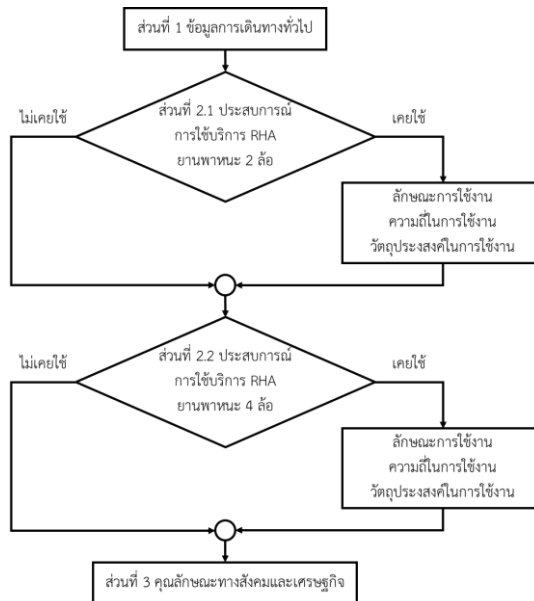 ส่วนที่ 1 ข้อมูลการเดินทางทั่วไป
ไม่เคยใช้
ส่วนที่ 2.1 ประสบการณ์
การใช้บริการ RHA
ยานพาหนะ 2 ล้อ
เคยใช้
ลักษณะการใช้งาน
ความถี่ในการใช้งาน
วัตถุประสงค์ในการใช้งาน
ไม่เคยใช้
ส่วนที่ 2.2 ประสบการณ์
การใช้บริการ RHA
ยานพาหนะ 4 ล้อ
เคยใช้
ลักษณะการใช้งาน
ความถี่ในการใช้งาน
วัตถุประสงค์ในการใช้งาน
ส่วนที่ 3 คุณลักษณะทางสังคมและเศรษฐกิจ